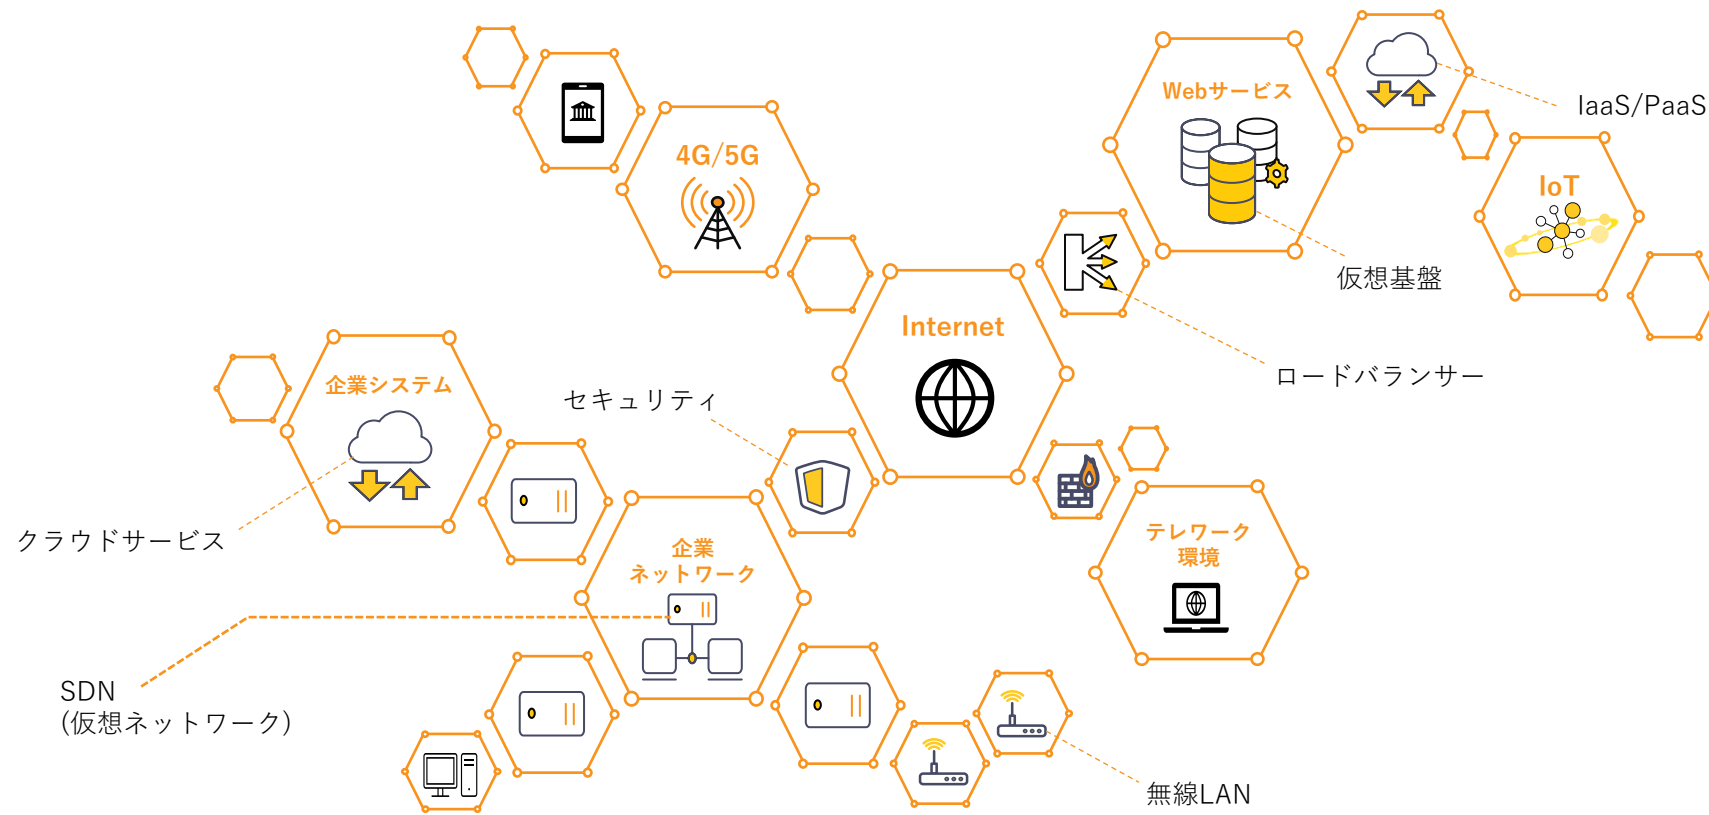 Webサービス
IaaS/PaaS
4G/5G
IoT
仮想基盤
Internet
ロードバランサー
企業システム
セキュリティ
クラウドサービス
テレワーク
環境
企業
ネットワーク
SDN
(仮想ネットワーク)
無線LAN